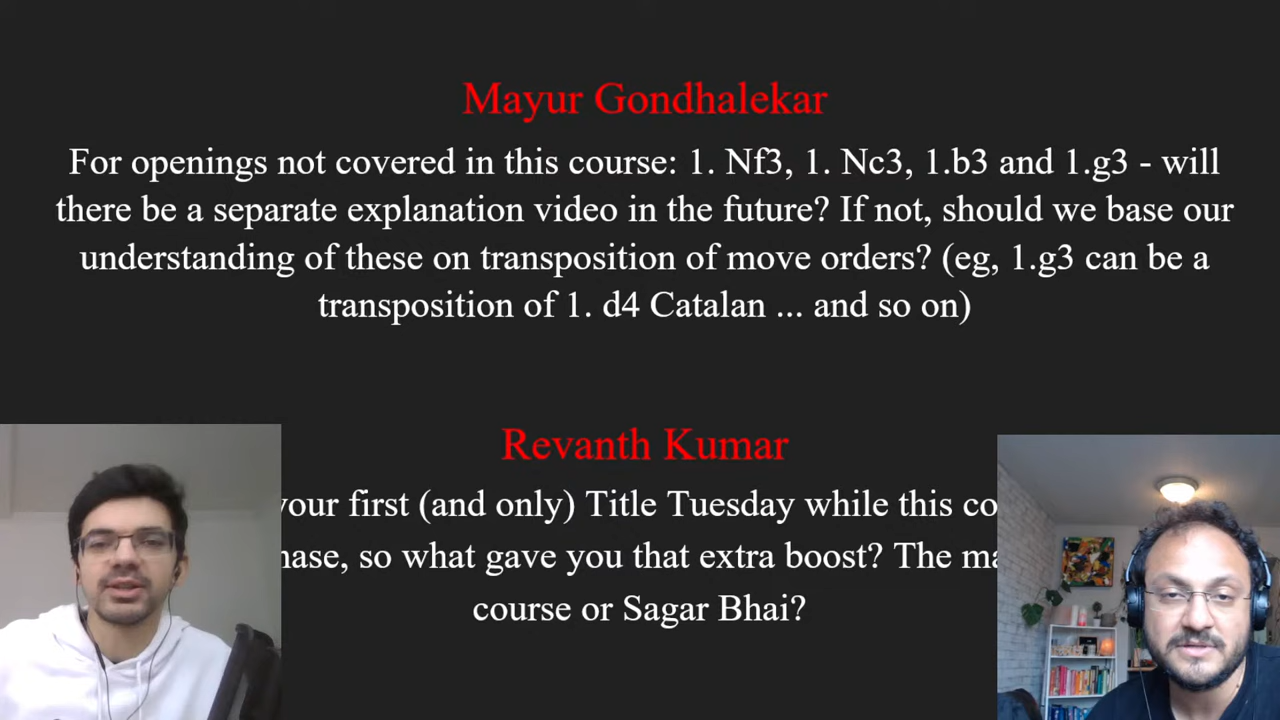 Mayur Gondhalekar
For openings not covered in this course: 1. Nf3, 1. Nc3, 1.b3 and 1.g3 - will
there be a separate explanation video in the future? If not, should we base our
understanding of these on transposition of move orders? (eg, 1.g3 can be a
transposition of 1. d4 Catalan ... and so on)
Revanth Kumar
your first (and only) Title Tuesday while this
so what gave you that extra boost? The
course or Sagar Bhai?